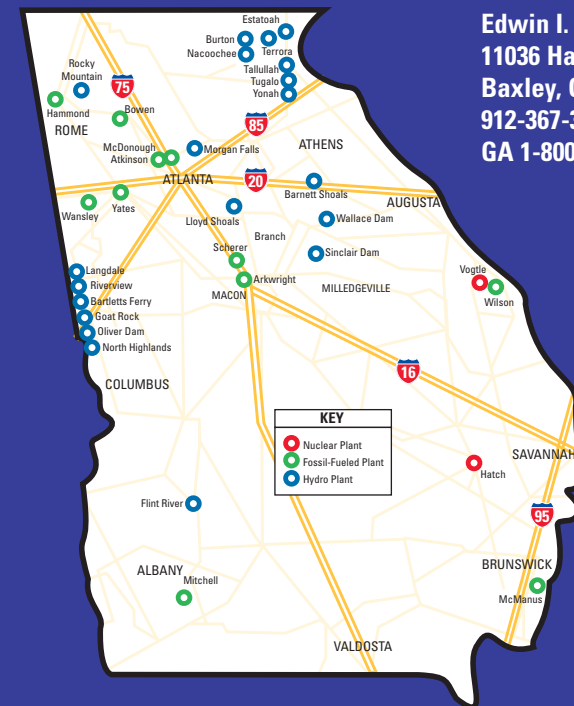 Edwin I.
11036 Ha
Baxley, G
912-367-3
GA 1-800
Estatoah
Burton
Nacoochee
Terrora
Tallullah
Tugalo
Yonah
Rocky
Mountain
75
Hammond
Bowen
ROME
85
McDonough
Atkinson
Morgan Falls
ATHENS
ATLANTA
20
Barnett Shoals
AUGUSTA
Wansley
Yates
Lloyd Shoals
Wallace Dam
Branch
Scherer
Sinclair Dam
Langdale
Riverview
Bartletts Ferry
Goat Rock
Oliver Dam
North Highlands
Arkwright
MACON
MILLEDGEVILLE
Vogtle
Wilson
16
COLUMBUS
KEY
Nuclear Plant
Fossil-Fueled Plant
Hydro Plant
SAVANNAH
Hatch
Flint River
95
ALBANY
Mitchell
BRUNSWICK
McManus
VALDOSTA